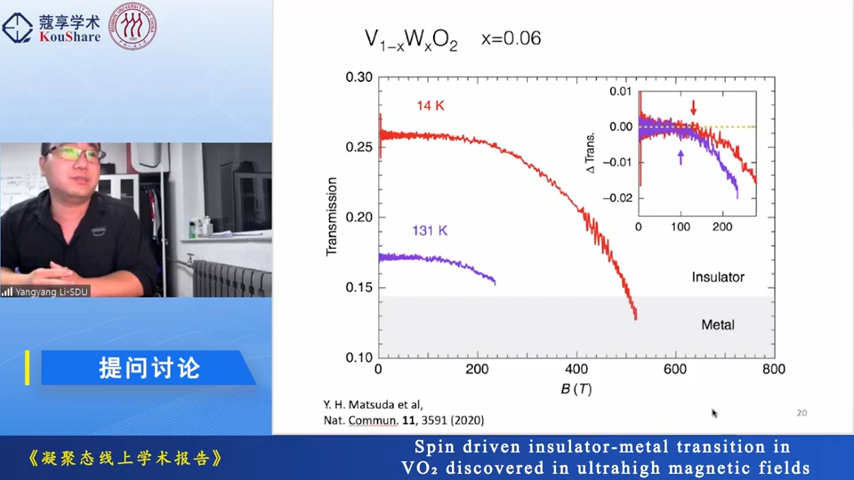 蔻享学术
KouShare
V1-xWxO2 x=0.06
0.30
14 K
0.25
Transmission
0.20
131 K
0.15
Insulator
Metal
0.10
0
200
400
600
800
B (T)
0.01
0.00
Δ Trans.
−0.01
−0.02
0
100
200
Yangyang Li-SDU
提问讨论
Y. H. Matsuda et al,
Nat. Commun. 11, 3591 (2020)
20
《凝聚态线上学术报告》
Spin driven insulator-metal transition in
VO₂ discovered in ultrahigh magnetic fields